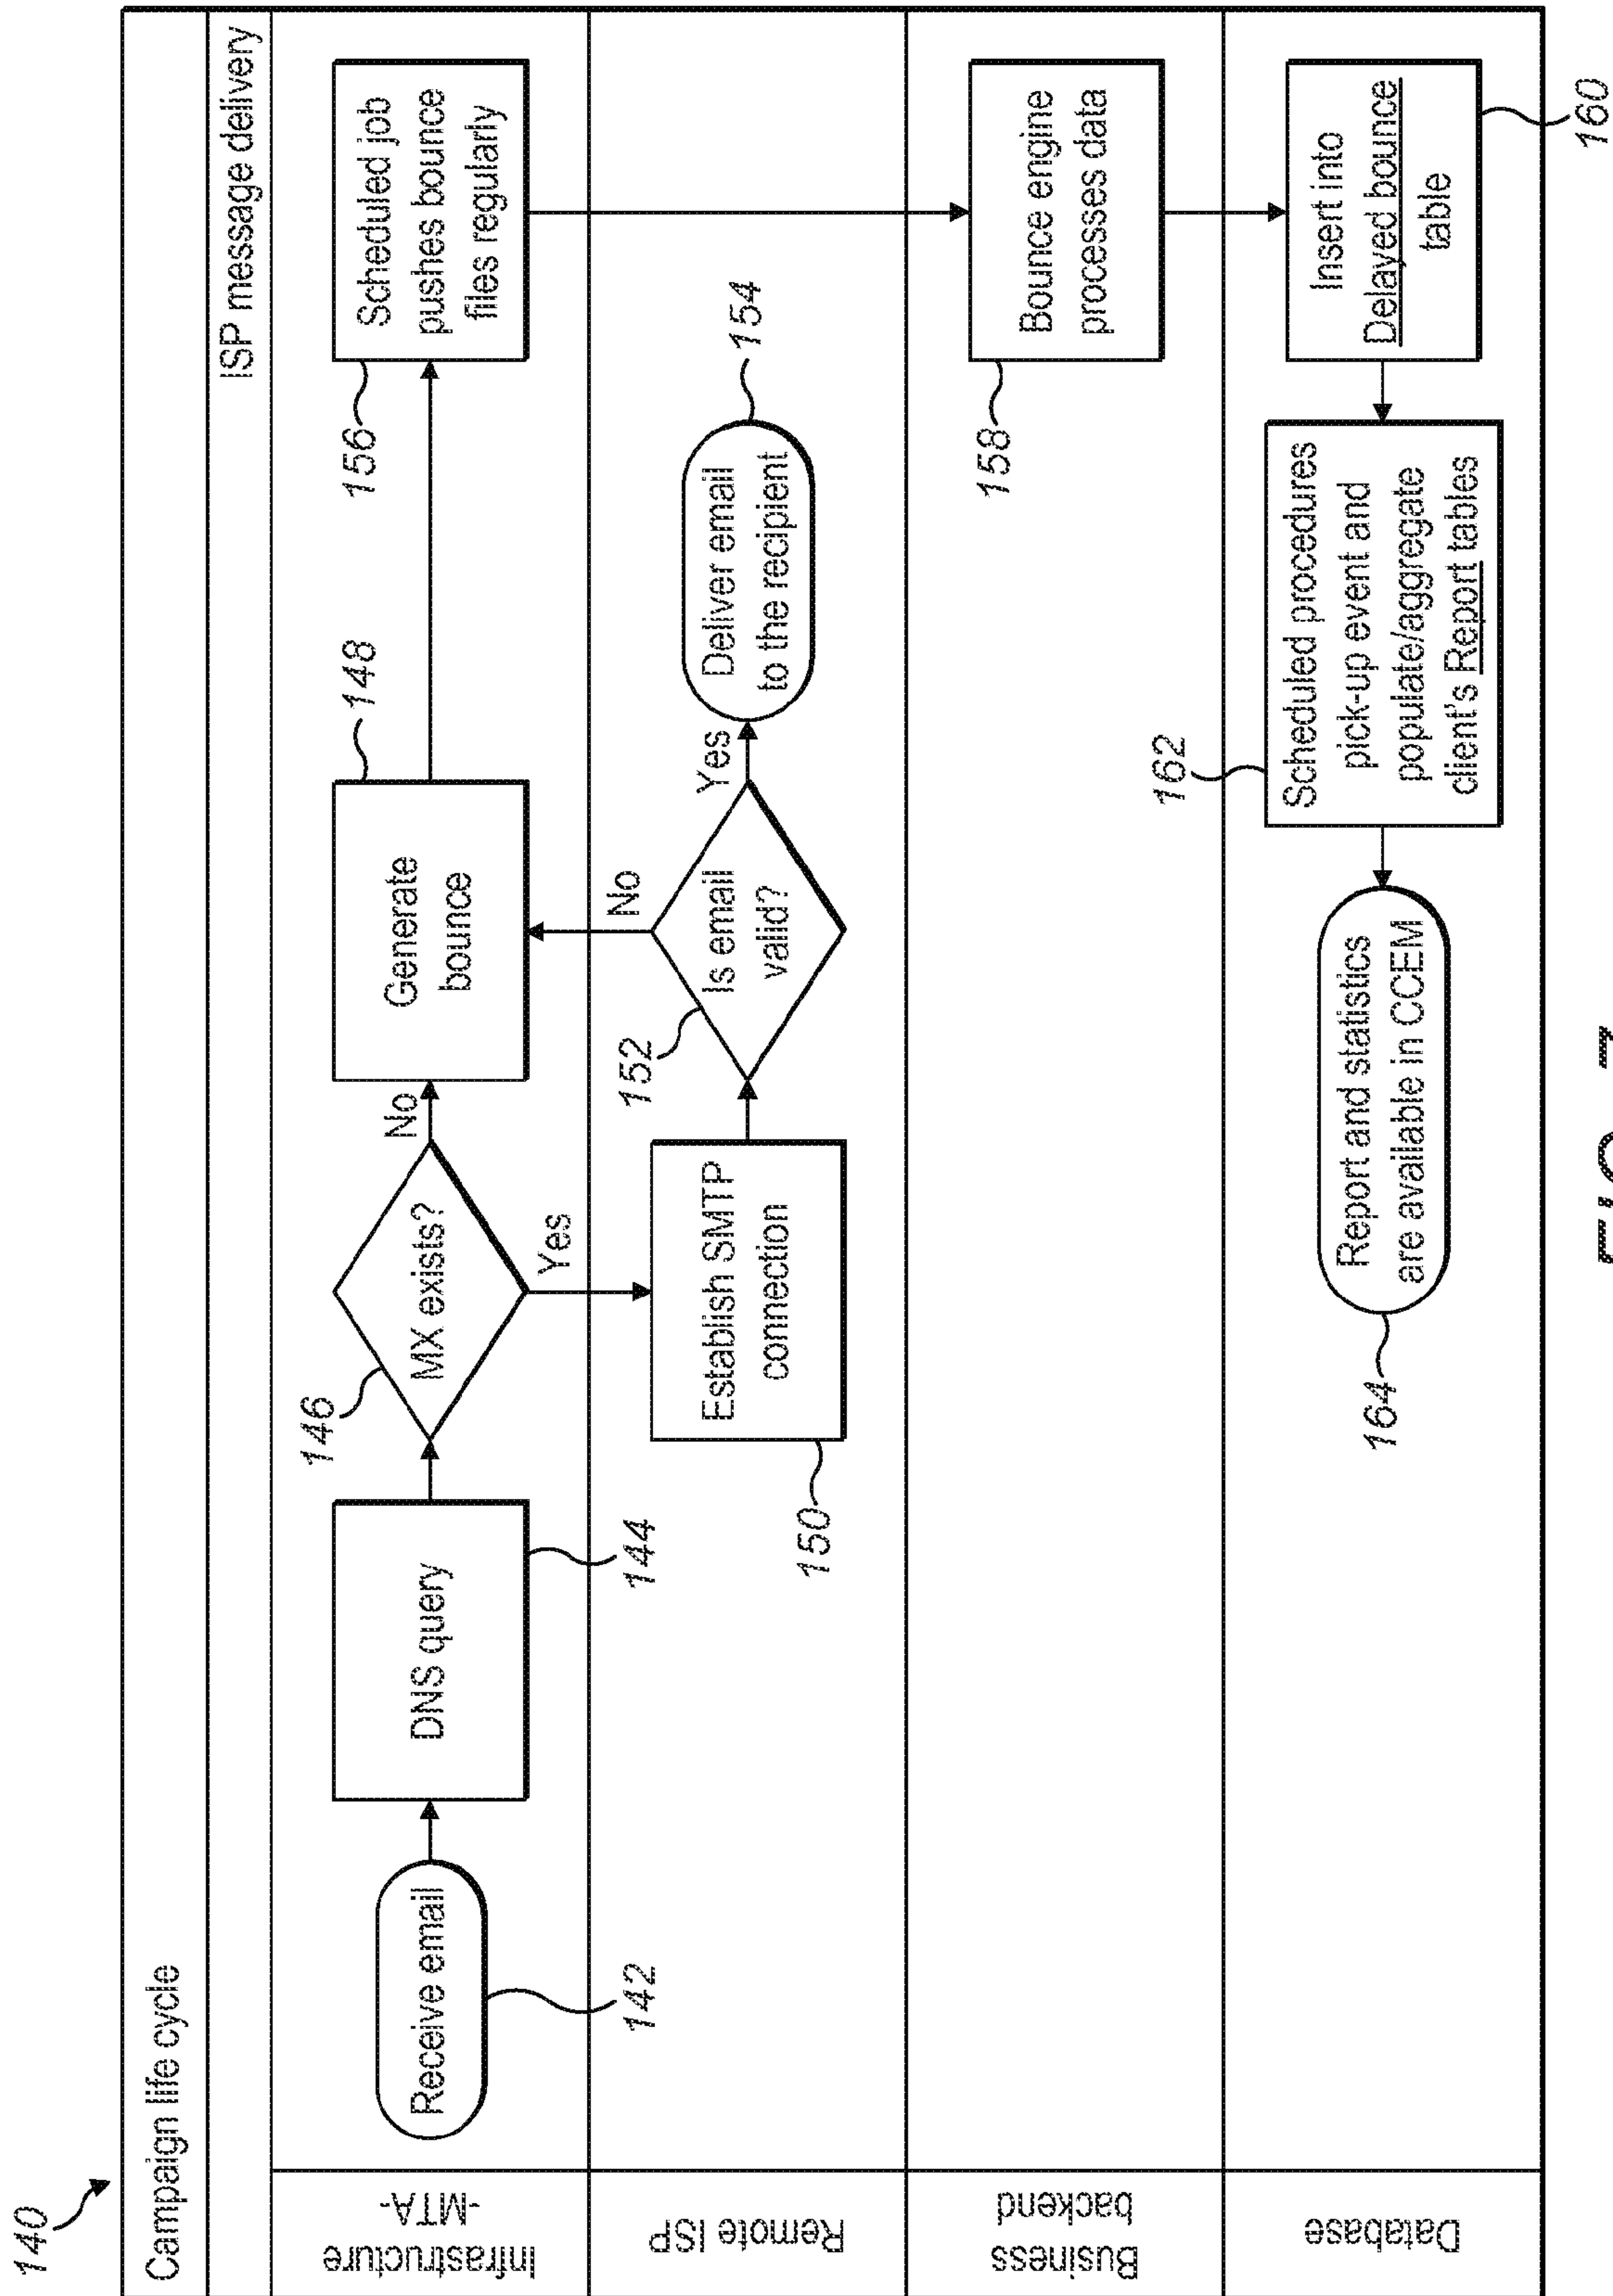 140
Campaign life cycle
ISP message delivery
Infrastructure
-MTA-
Receive email
142
DNS query
144
MX exists?
146
No
Yes
Generate
bounce
148
Scheduled job
pushes bounce
files regularly
156
Remote ISP
Establish SMTP
connection
150
Is email
valid?
152
No
Yes
Deliver email
to the recipient
154
Business
backend
Bounce engine
processes data
158
Database
Report and statistics
are available in CCEM
164
Scheduled procedures
pick-up event and
populate/aggregate
client's Report tables
162
Insert into
Delayed bounce
table
160